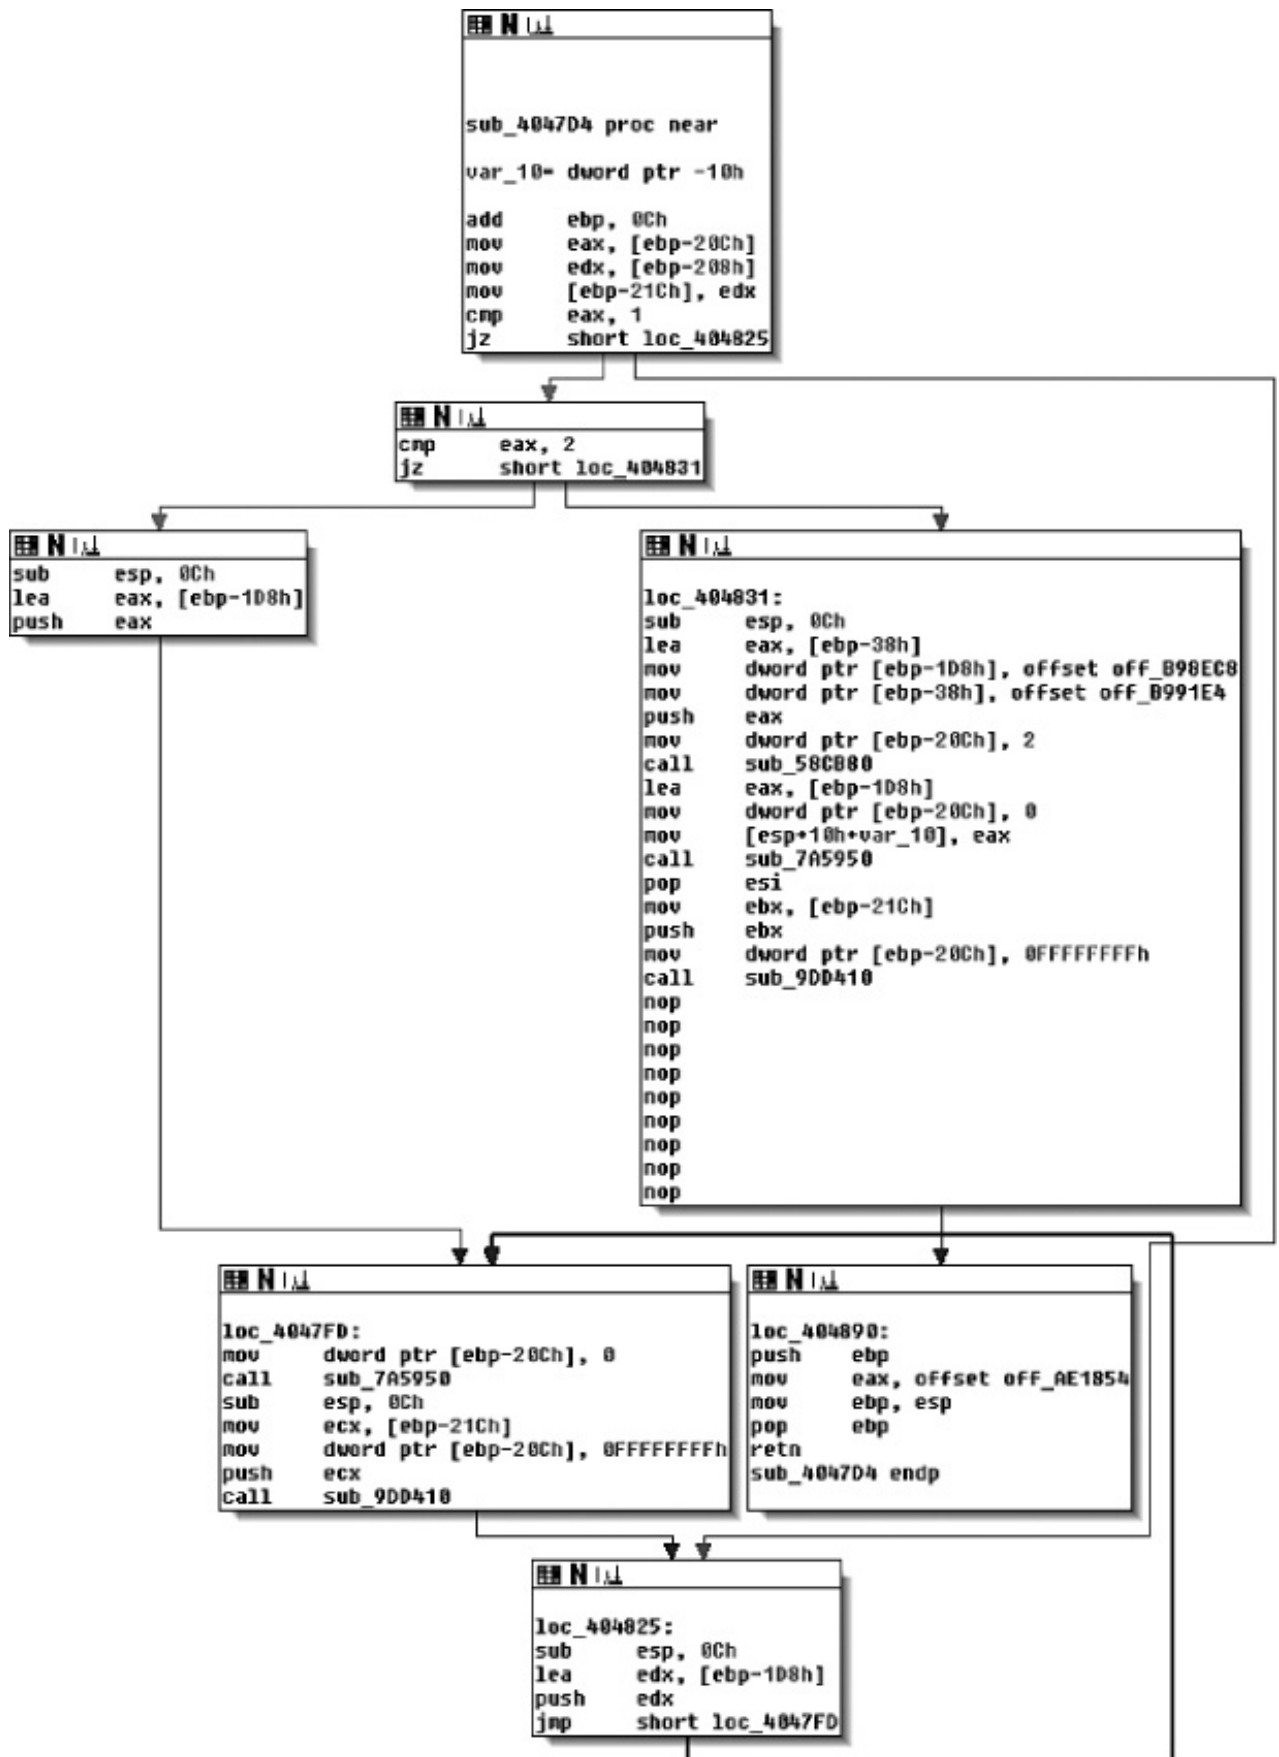 sub_4047D4 proc near
var_10= dword ptr -10h
add ebp, 0Ch
mov eax, [ebp-20Ch]
mov edx, [ebp-208h]
mov [ebp-21Ch], edx
cmp eax, 1
jz short loc_404825
cmp eax, 2
jz short loc_404831
sub esp, 0Ch
lea eax, [ebp-1D8h]
push eax
loc_404831:
sub esp, 0Ch
lea eax, [ebp-38h]
mov dword ptr [ebp-1D8h], offset off_B98EC8
mov dword ptr [ebp-38h], offset off_B991E4
push eax
mov dword ptr [ebp-20Ch], 2
call sub_58CB80
lea eax, [ebp-1D8h]
mov dword ptr [ebp-20Ch], 0
mov [esp+10h+var_10], eax
call sub_7A5950
pop esi
mov ebx, [ebp-21Ch]
push ebx
mov dword ptr [ebp-20Ch], 0FFFFFFFFh
call sub_9DD410
nop
nop
nop
nop
nop
nop
nop
nop
nop
loc_4047FD:
mov dword ptr [ebp-20Ch], 0
call sub_7A5950
sub esp, 0Ch
mov ecx, [ebp-21Ch]
mov dword ptr [ebp-20Ch], 0FFFFFFFFh
push ecx
call sub_9DD410
loc_404890:
push ebp
mov eax, offset off_AE1854
mov ebp, esp
pop ebp
retn
sub_4047D4 endp
loc_404825:
sub esp, 0Ch
lea edx, [ebp-1D8h]
push edx
jmp short loc_4047FD